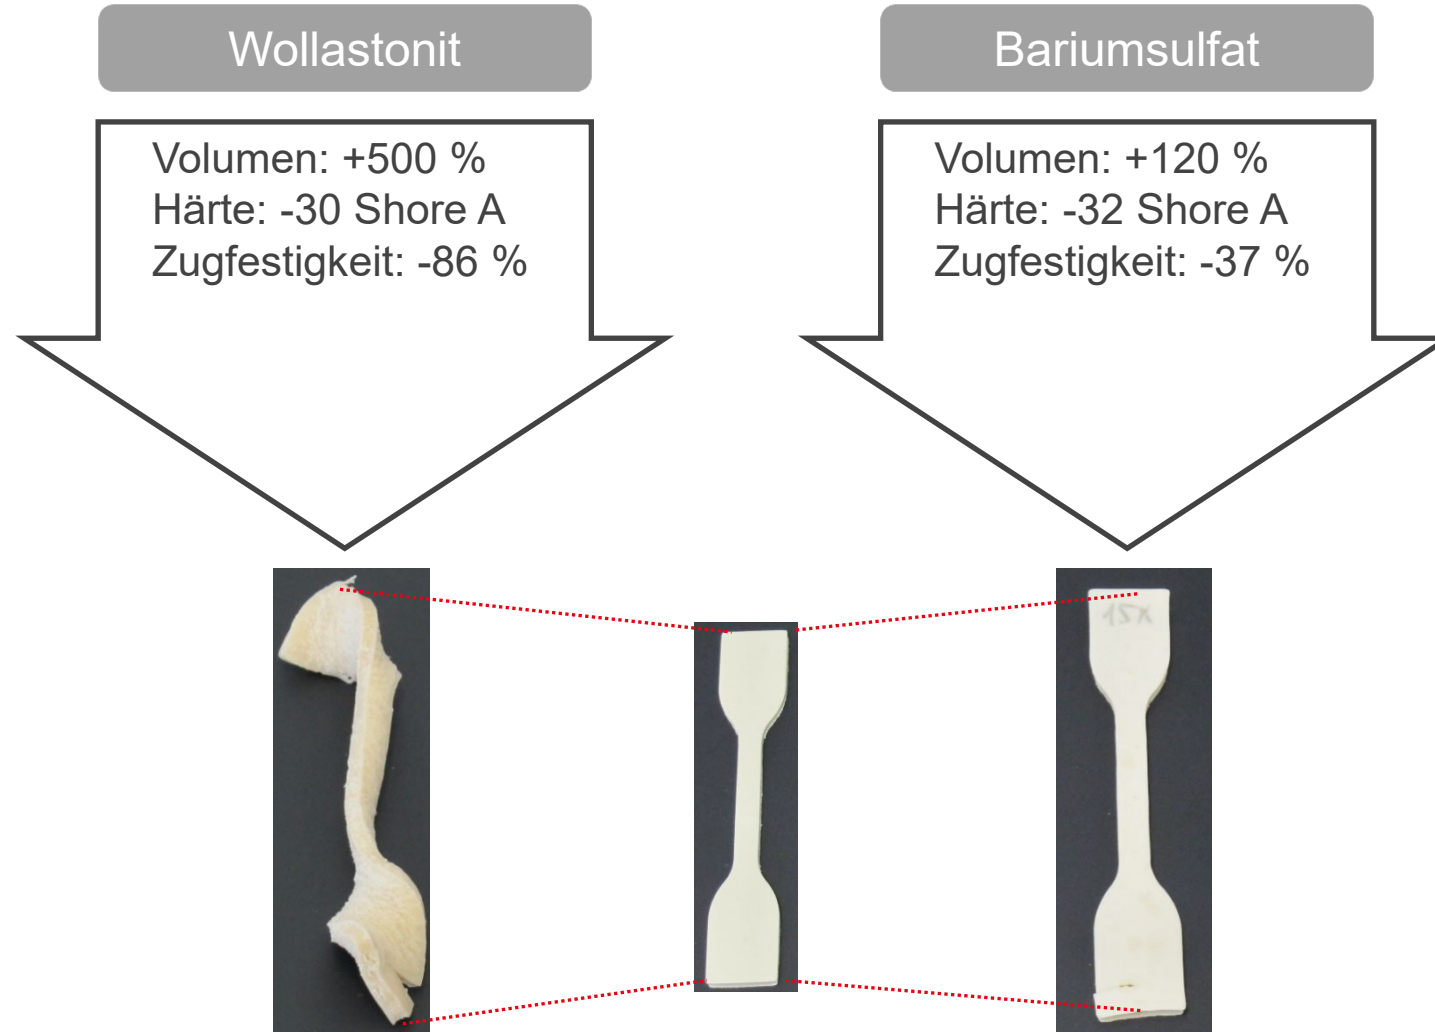 Wollastonit
Volumen: +500 %
Härte: -30 Shore A
Zugfestigkeit: -86 %
Bariumsulfat
Volumen: +120 %
Härte: -32 Shore A
Zugfestigkeit: -37 %
15x